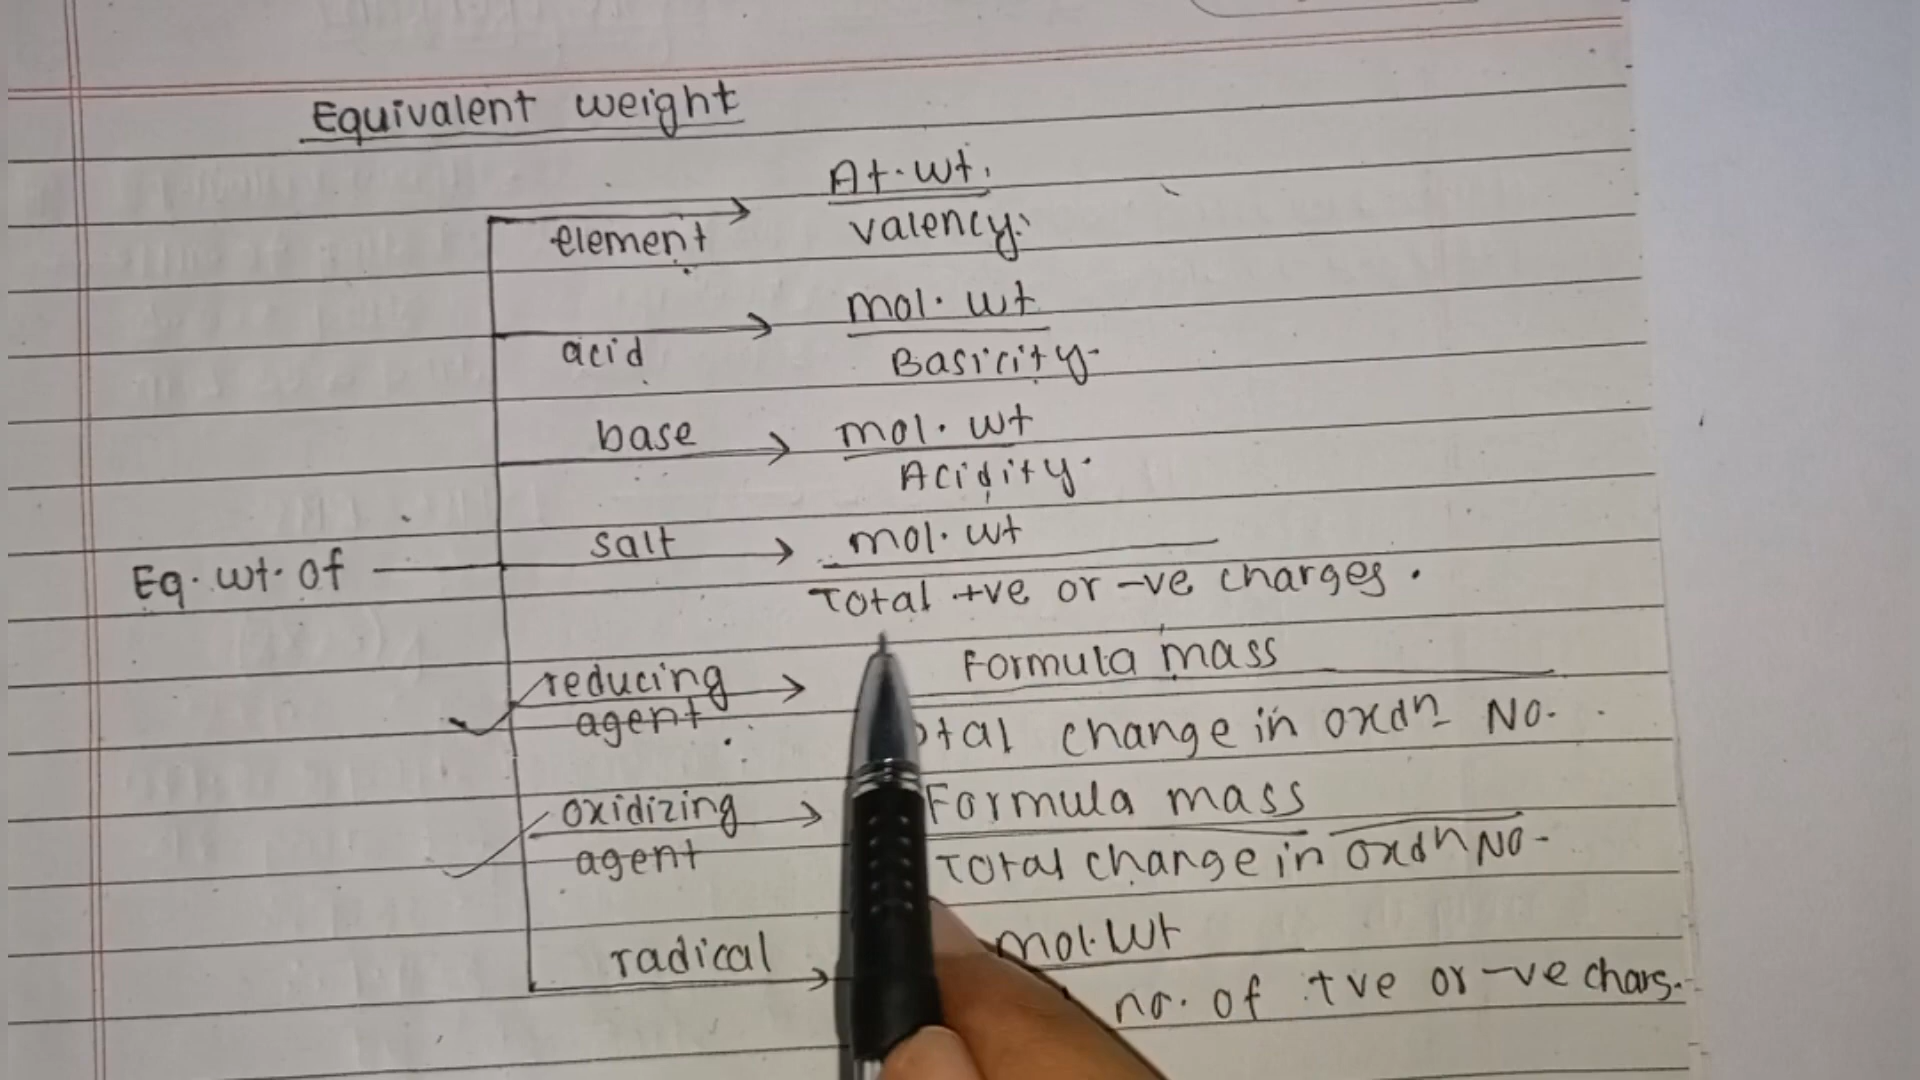 Equivalent weight
At. wt.
element
valency.
mol. wt
acid
Basicity.
base
mol. wt
Acidity.
salt
mol. wt
Eq. wt. of
Total +ve or -ve charges.
reducing
agent
Formula mass
otal change in oxdn No.
oxidizing
agent
Formula mass
Total change in oxdn No.
radical
mol. wt
no. of +ve or -ve chars.